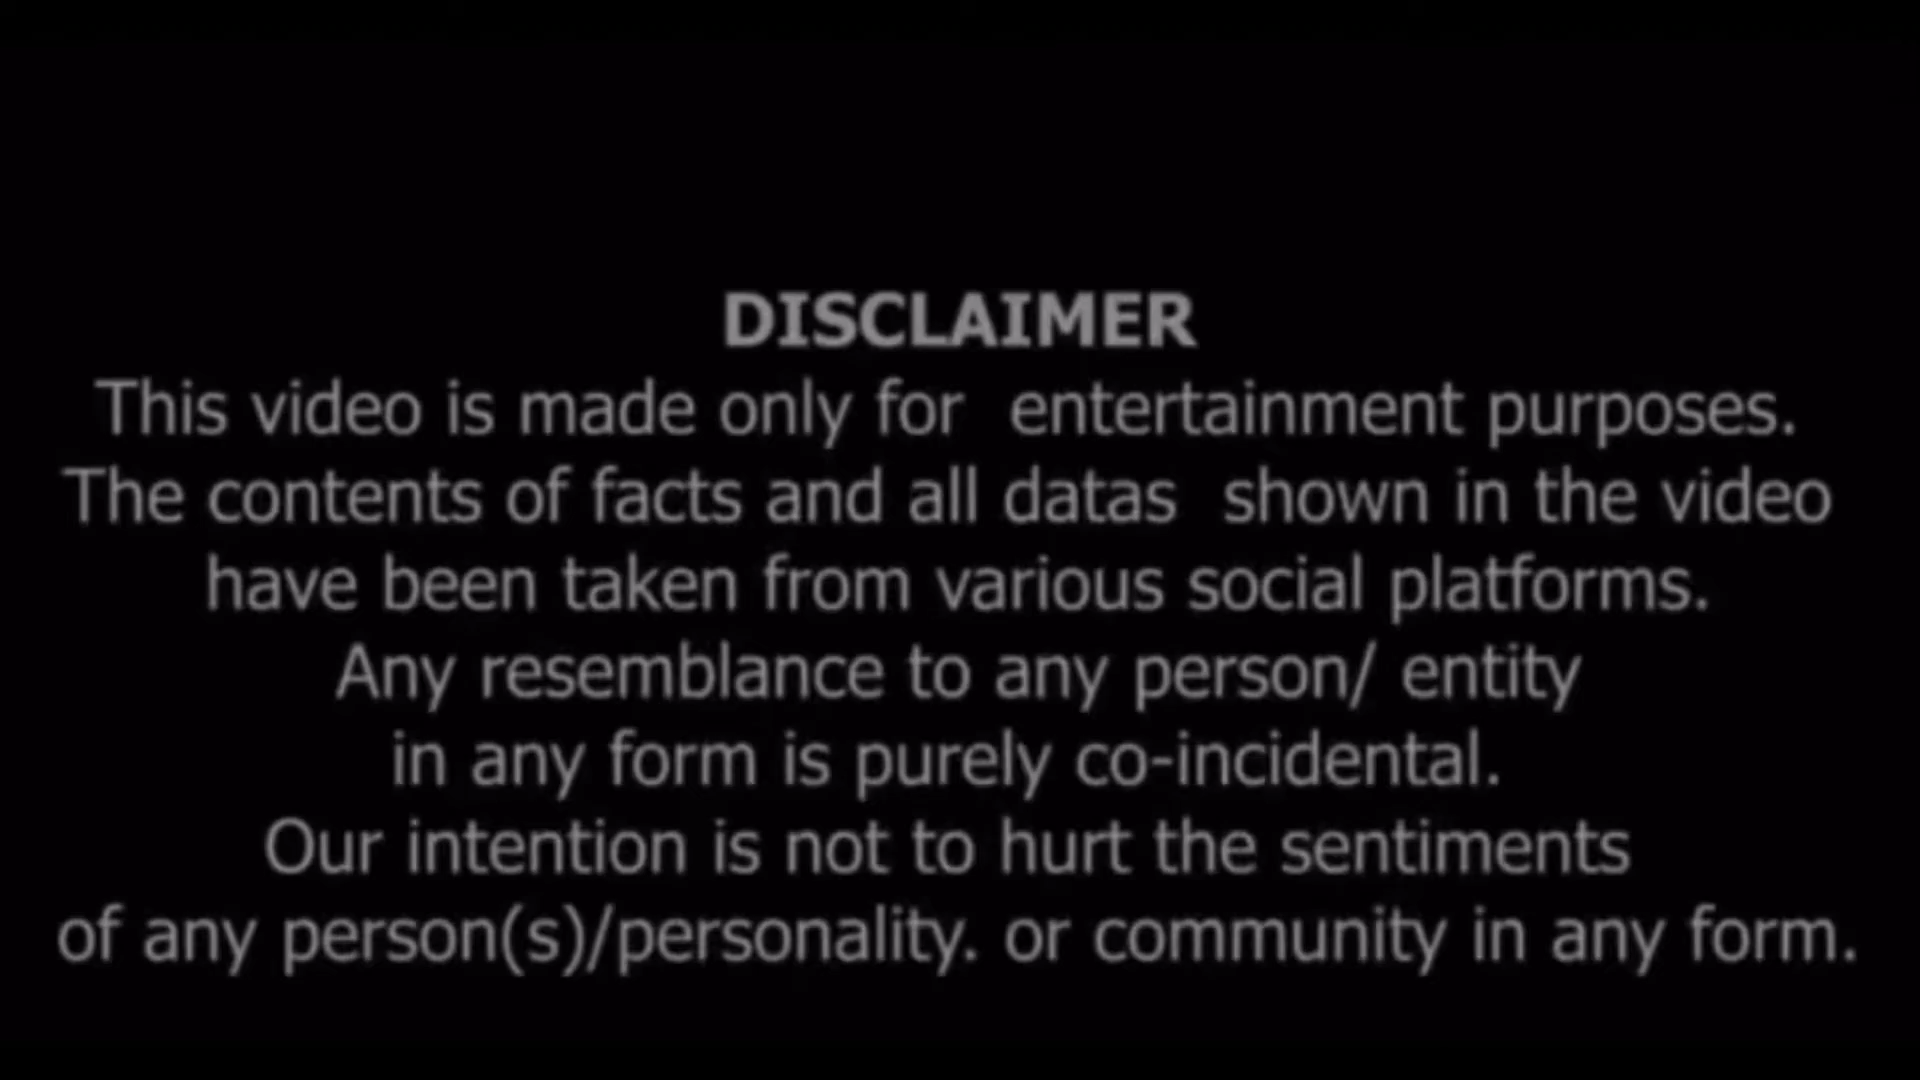 DISCLAIMER
This video is made only for entertainment purposes.
The contents of facts and all datas shown in the video
have been taken from various social platforms.
Any resemblance to any person/ entity
in any form is purely co-incidental.
Our intention is not to hurt the sentiments
of any person(s)/personality. or community in any form.